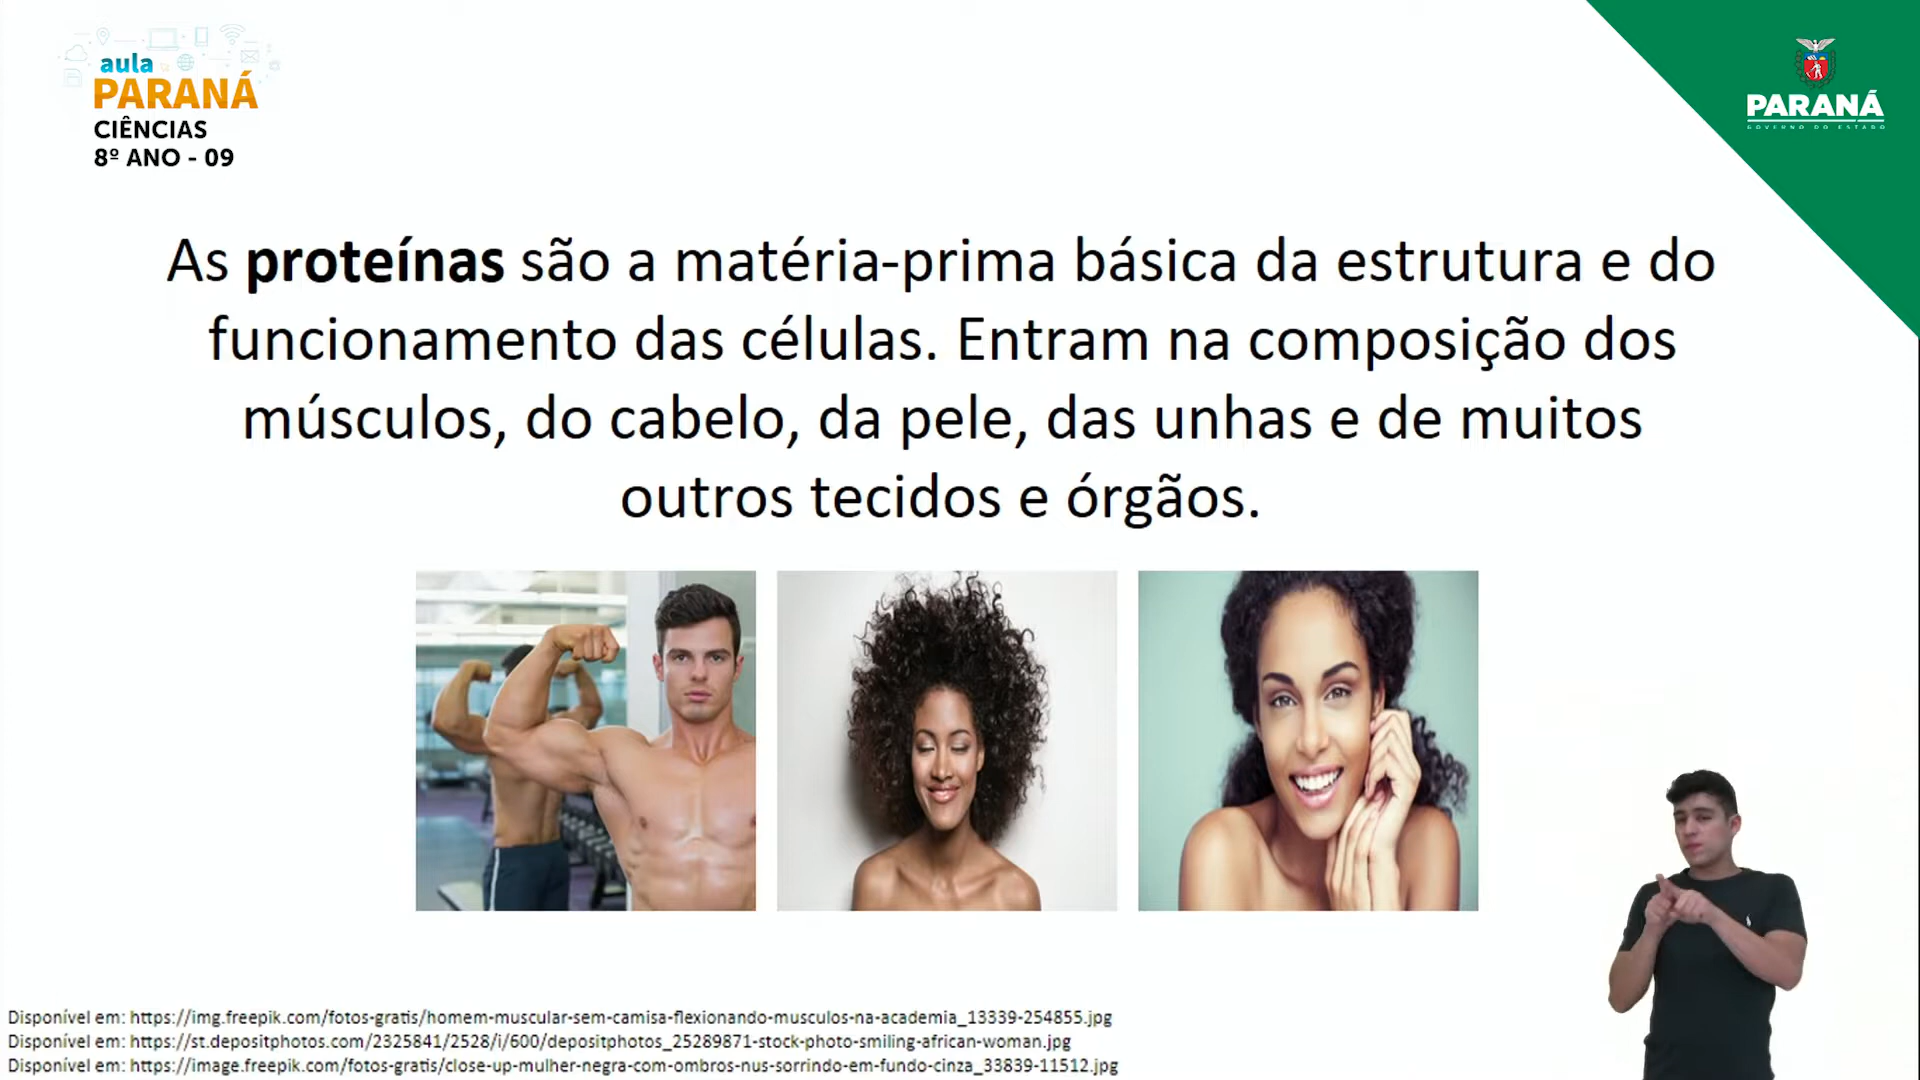 aula
PARANÁ
CIÊNCIAS
8º ANO - 09
PARANÁ
GOVERNO DO ESTADO
As proteínas são a matéria-prima básica da estrutura e do
funcionamento das células. Entram na composição dos
músculos, do cabelo, da pele, das unhas e de muitos
outros tecidos e órgãos.
Disponível em: https://img.freepik.com/fotos-gratis/homem-muscular-sem-camisa-flexionando-musculos-na-academia_13339-254855.jpg
Disponível em: https://st.depositphotos.com/2325841/2528/i/600/depositphotos_25289871-stock-photo-smiling-african-woman.jpg
Disponível em: https://image.freepik.com/fotos-gratis/close-up-mulher-negra-com-ombros-nus-sorrindo-em-fundo-cinza_33839-11512.jpg